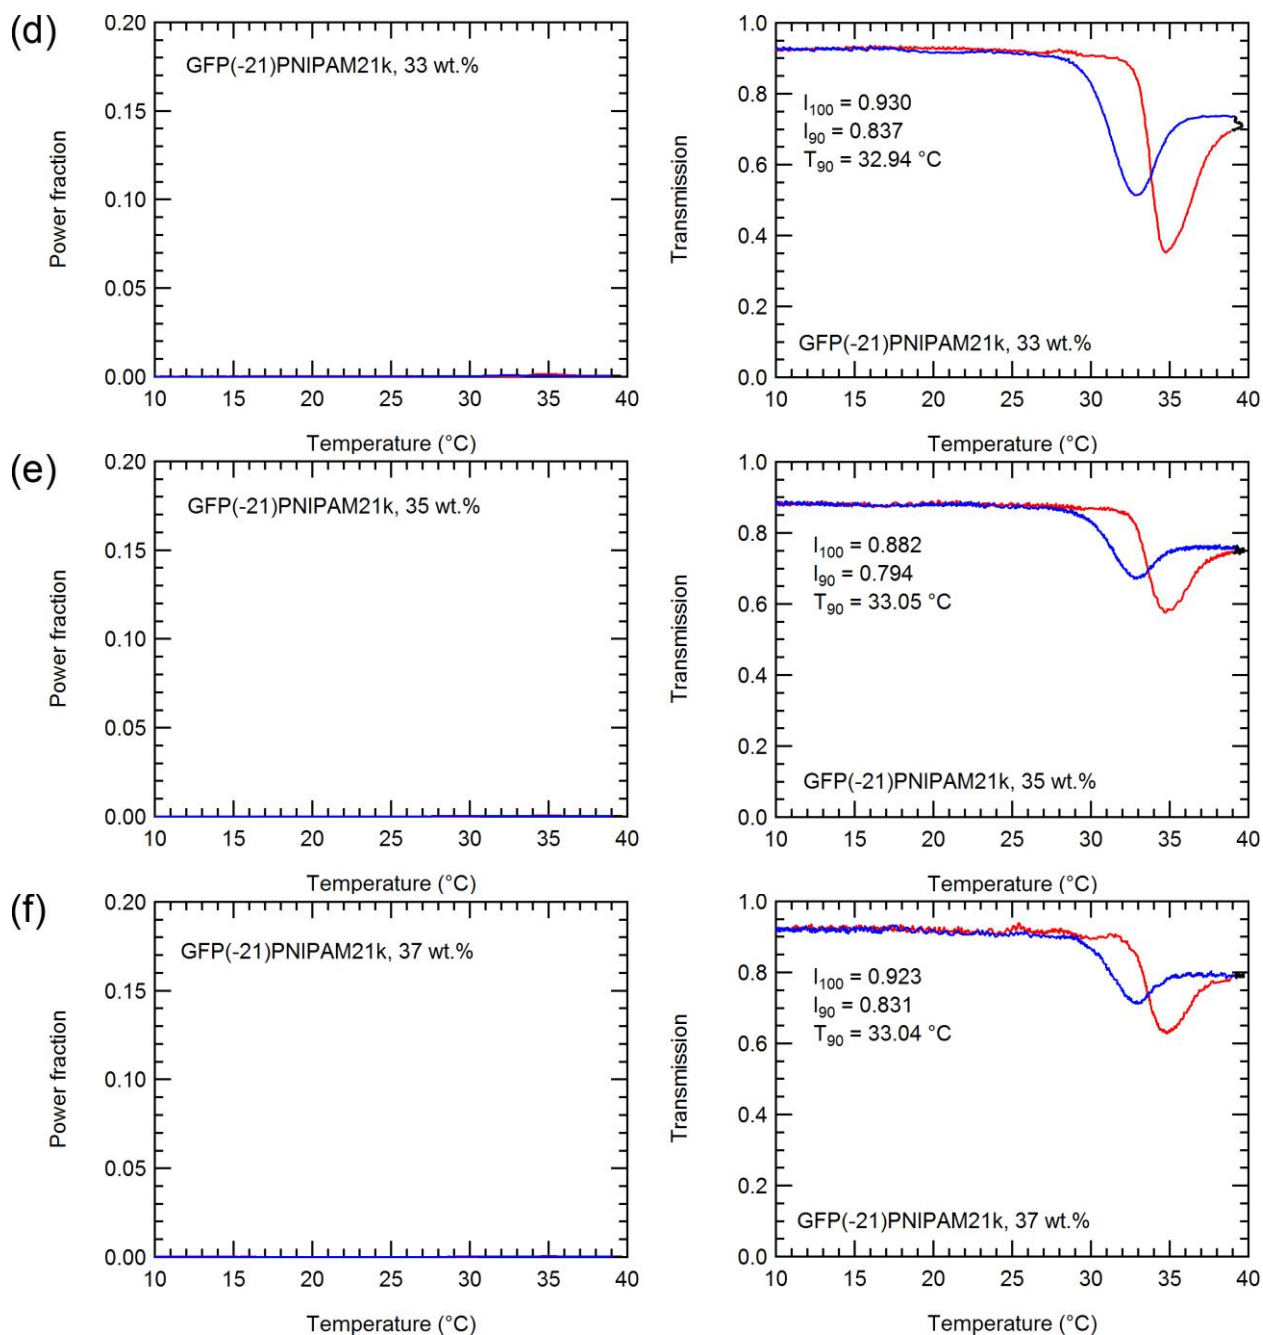 (d)
0.20
0.15
0.10
0.05
0.00
Power fraction
GFP(-21)PNIPAM21k, 33 wt.%
10 15 20 25 30 35 40
Temperature (°C)
1.0
0.8
0.6
0.4
0.2
0.0
Transmission
I100 = 0.930
I90 = 0.837
T90 = 32.94 °C
GFP(-21)PNIPAM21k, 33 wt.%
10 15 20 25 30 35 40
Temperature (°C)
(e)
0.20
0.15
0.10
0.05
0.00
Power fraction
GFP(-21)PNIPAM21k, 35 wt.%
10 15 20 25 30 35 40
Temperature (°C)
1.0
0.8
0.6
0.4
0.2
0.0
Transmission
I100 = 0.882
I90 = 0.794
T90 = 33.05 °C
GFP(-21)PNIPAM21k, 35 wt.%
10 15 20 25 30 35 40
Temperature (°C)
(f)
0.20
0.15
0.10
0.05
0.00
Power fraction
GFP(-21)PNIPAM21k, 37 wt.%
10 15 20 25 30 35 40
Temperature (°C)
1.0
0.8
0.6
0.4
0.2
0.0
Transmission
I100 = 0.923
I90 = 0.831
T90 = 33.04 °C
GFP(-21)PNIPAM21k, 37 wt.%
10 15 20 25 30 35 40
Temperature (°C)